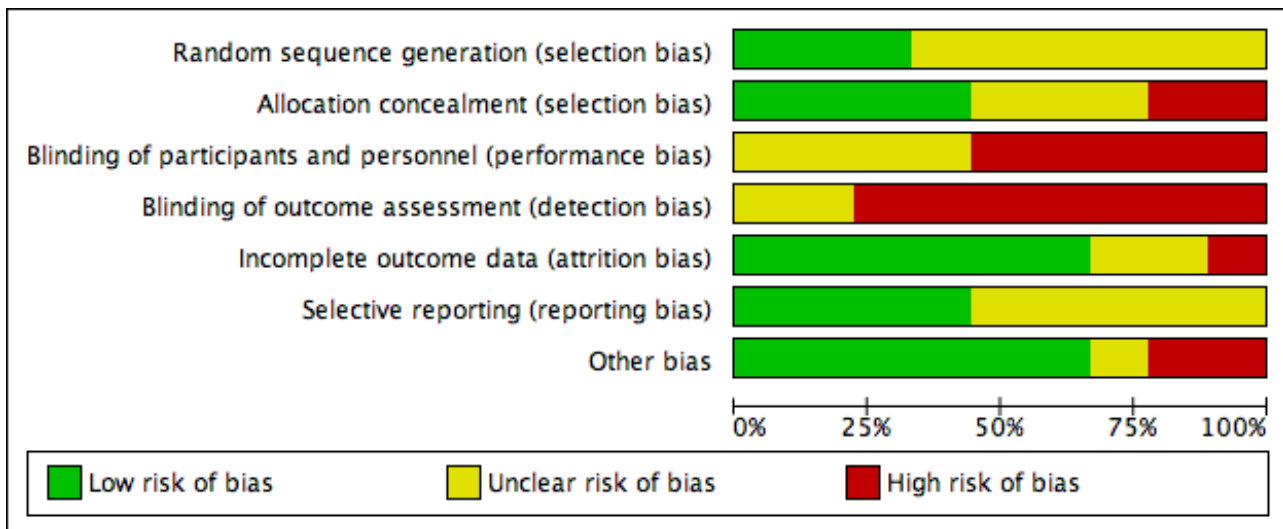 Random sequence generation (selection bias)
Allocation concealment (selection bias)
Blinding of participants and personnel (performance bias)
Blinding of outcome assessment (detection bias)
Incomplete outcome data (attrition bias)
Selective reporting (reporting bias)
Other bias
0% 25% 50% 75% 100%
Low risk of bias Unclear risk of bias High risk of bias